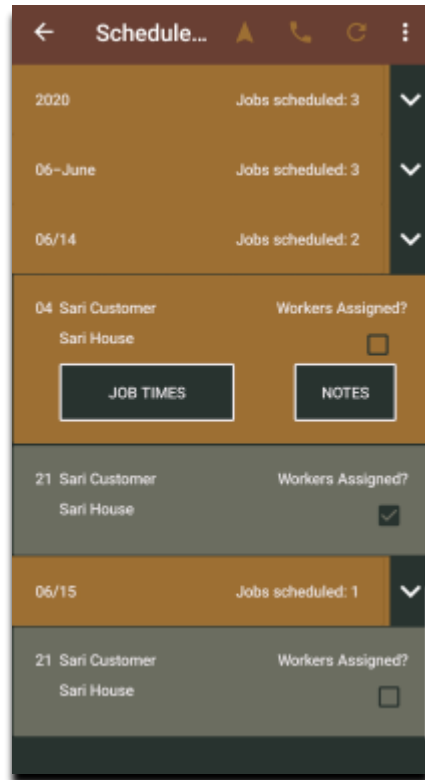 Schedule...
2020 Jobs scheduled: 3
06-June Jobs scheduled: 3
06/14 Jobs scheduled: 2
04 Sari Customer Workers Assigned?
Sari House
JOB TIMES NOTES
21 Sari Customer Workers Assigned?
Sari House
06/15 Jobs scheduled: 1
21 Sari Customer Workers Assigned?
Sari House